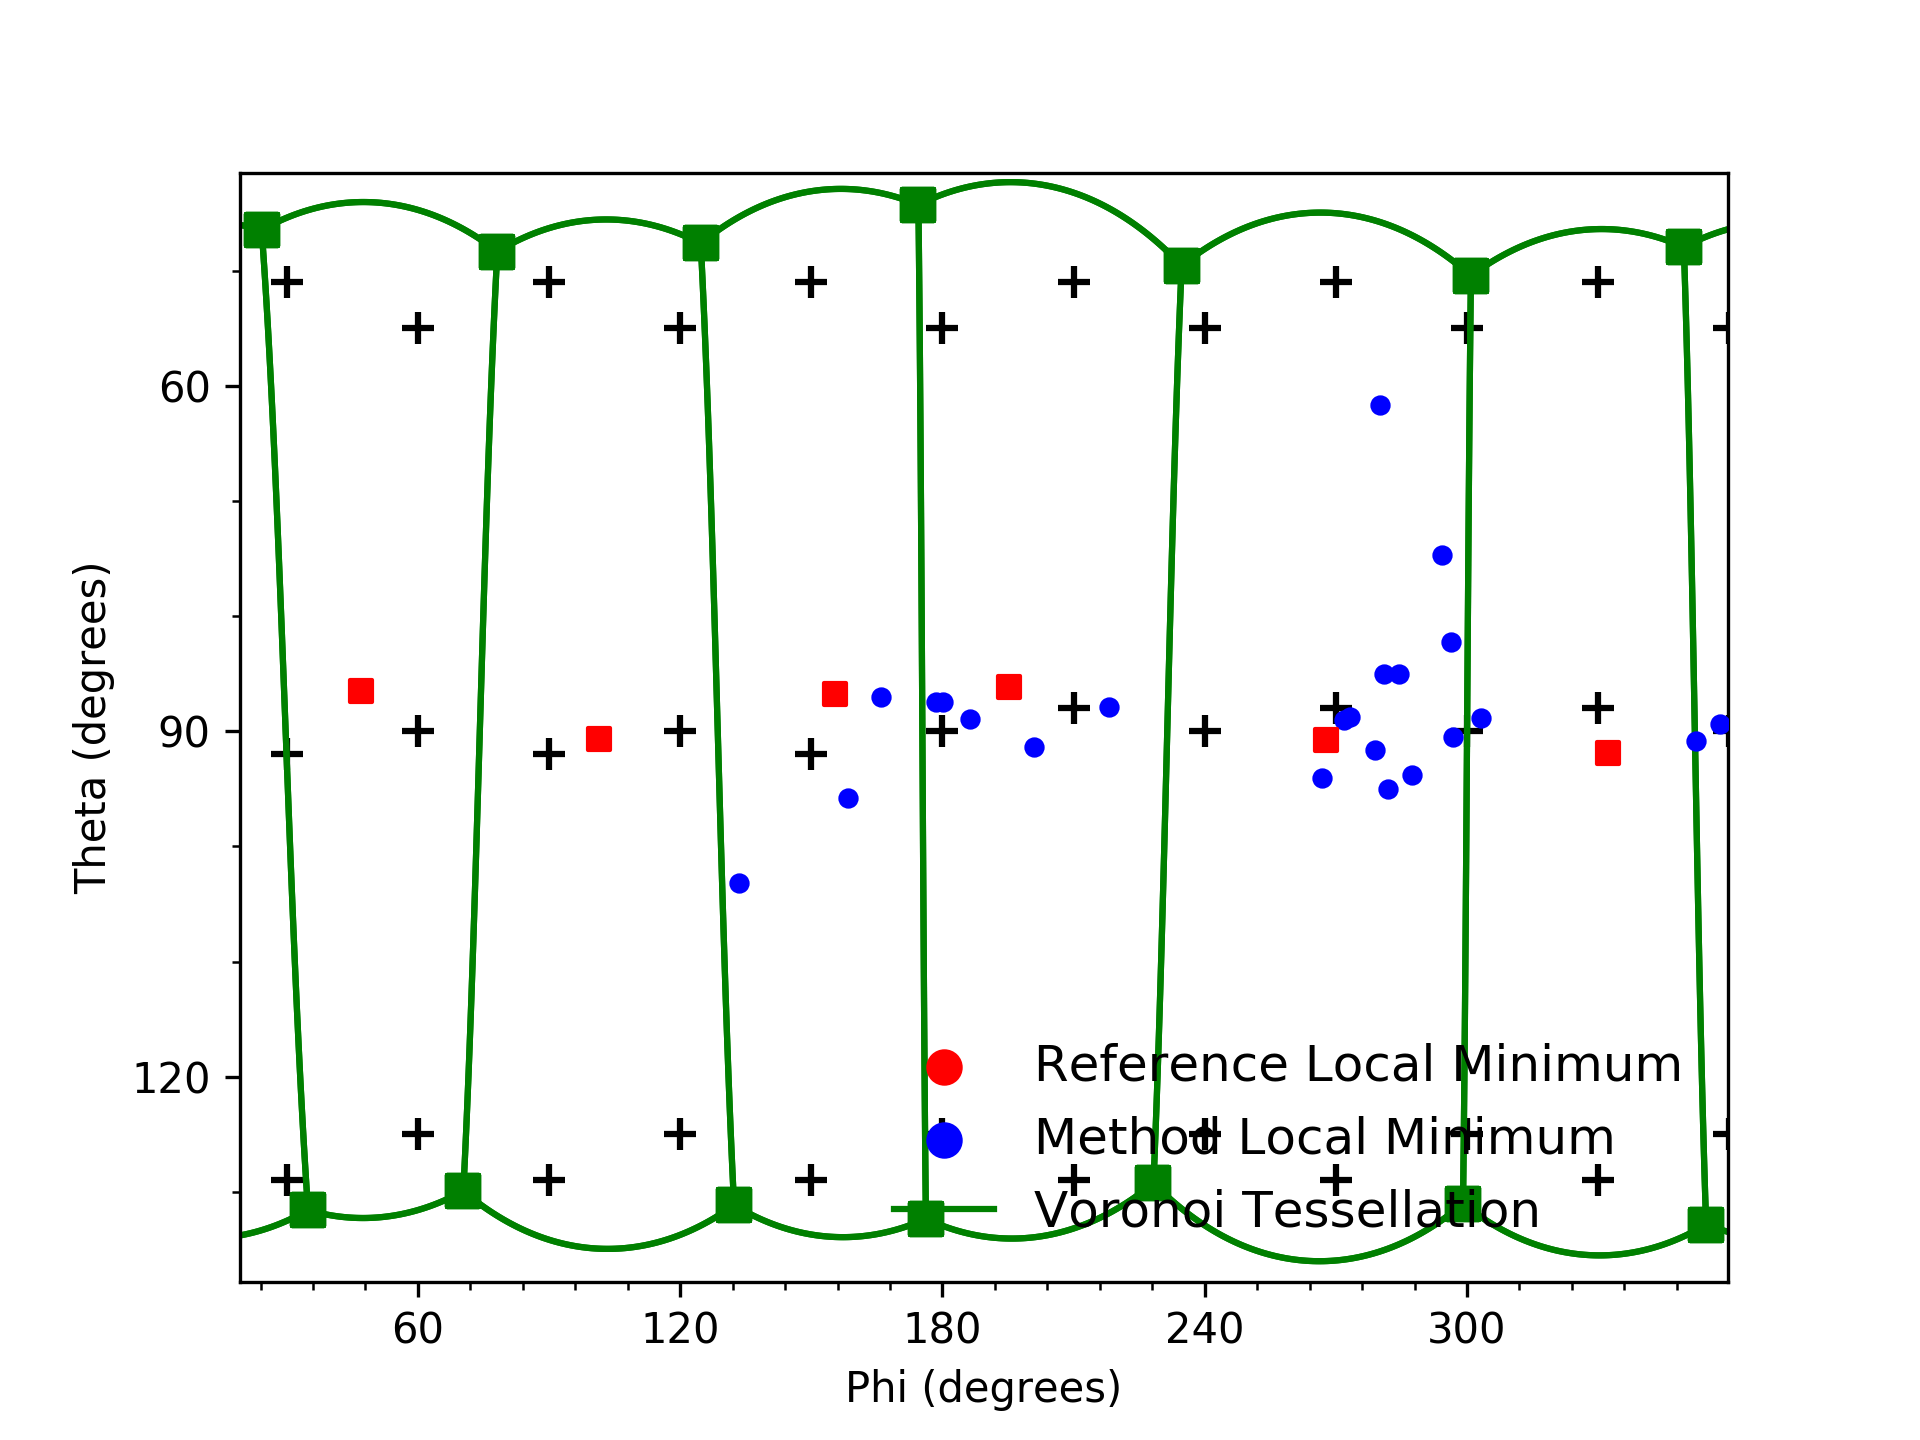 60
90
120
Theta (degrees)
Reference Local Minimum
Method Local Minimum
Voronoi Tessellation
60 120 180 240 300
Phi (degrees)